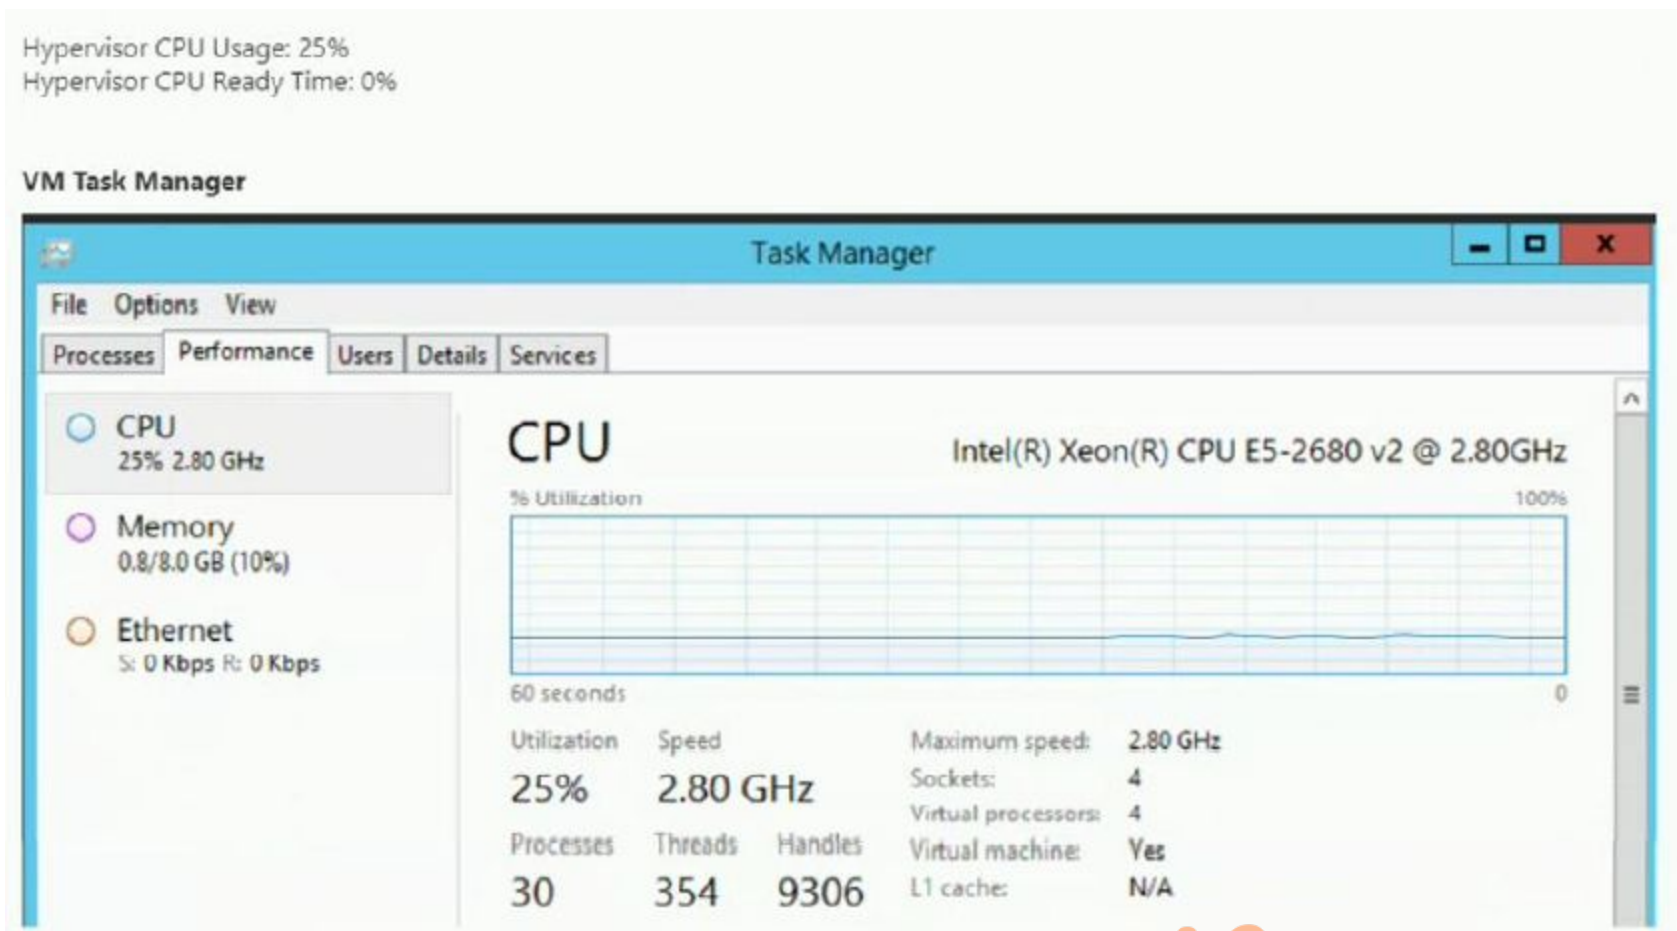 Hypervisor CPU Usage: 25%
Hypervisor CPU Ready Time: 0%
VM Task Manager
Task Manager
File Options View
Processes Performance Users Details Services
CPU
25% 2.80 GHz
Memory
0.8/8.0 GB (10%)
Ethernet
S: 0 Kbps R: 0 Kbps
CPU
Intel(R) Xeon(R) CPU E5-2680 v2 @ 2.80GHz
% Utilization 100%
60 seconds 0
Utilization Speed
25% 2.80 GHz
Processes Threads Handles
30 354 9306
Maximum speed: 2.80 GHz
Sockets: 4
Virtual processors: 4
Virtual machine: Yes
L1 cache: N/A